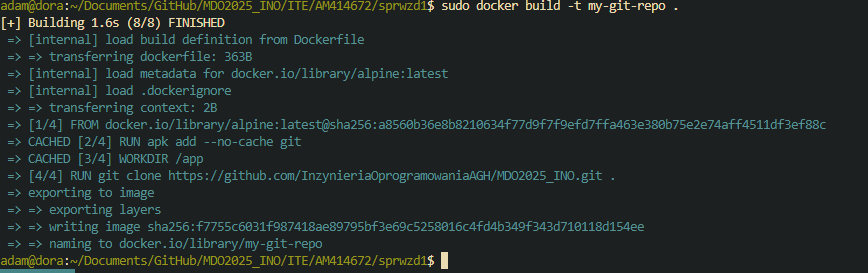 adam@dora:~/Documents/GitHub/MDO2025_INO/ITE/AM414672/sprwzd1$ sudo docker build -t my-git-repo .
[+] Building 1.6s (8/8) FINISHED
=> [internal] load build definition from Dockerfile
=> => transferring dockerfile: 363B
=> [internal] load metadata for docker.io/library/alpine:latest
=> [internal] load .dockerignore
=> => transferring context: 2B
=> [1/4] FROM docker.io/library/alpine:latest@sha256:a8560b36e8b8210634f77d9f7f9efd7ffa463e380b75e2e74aff4511df3ef88c
=> CACHED [2/4] RUN apk add --no-cache git
=> CACHED [3/4] WORKDIR /app
=> [4/4] RUN git clone https://github.com/InzynieriaOprogramowaniaAGH/MDO2025_INO.git .
=> exporting to image
=> => exporting layers
=> => writing image sha256:f7755c6031f987418ae89795bf3e69c5258016c4fd4b349f343d710118d154ee
=> => naming to docker.io/library/my-git-repo
adam@dora:~/Documents/GitHub/MDO2025_INO/ITE/AM414672/sprwzd1$